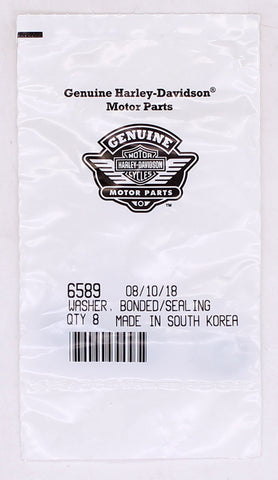 Genuine Harley-Davidson®
Motor Parts
GENUINE
MOTOR
HARLEY-DAVIDSON
CYCLES
MOTOR PARTS
™
6589 08/10/18
WASHER, BONDED/SEALING
QTY 8 MADE IN SOUTH KOREA